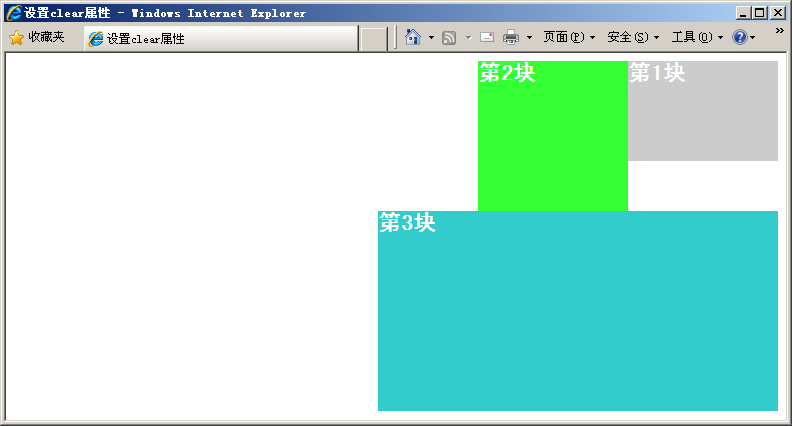 设置clear属性 - Windows Internet Explorer
收藏夹 设置clear属性 页面(P) 安全(S) 工具(O) »
第2块 第1块
第3块